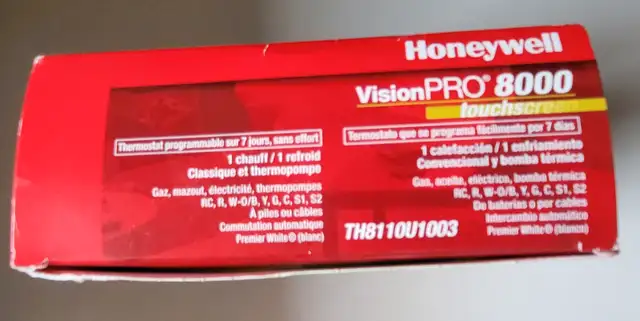 Honeywell
VisionPRO® 8000
touchscreen
Thermostat programmable sur 7 jours, sans effort
1 chauff / 1 refroid
Classique et thermopompe
Gaz, mazout, électricité, thermopompes
RC, R, W-O/B, Y, G, C, S1, S2
À piles ou câbles
Commutation automatique
Premier White® (blanc)
Termostato que se programa fácilmente por 7 días
1 calefacción / 1 enfriamiento
Convencional y bomba térmica
Gas, aceite, eléctrico, bomba térmica
RC, R, W-O/B, Y, G, C, S1, S2
De baterías o por cables
Intercambio automático
Premier White® (blanco)
TH8110U1003